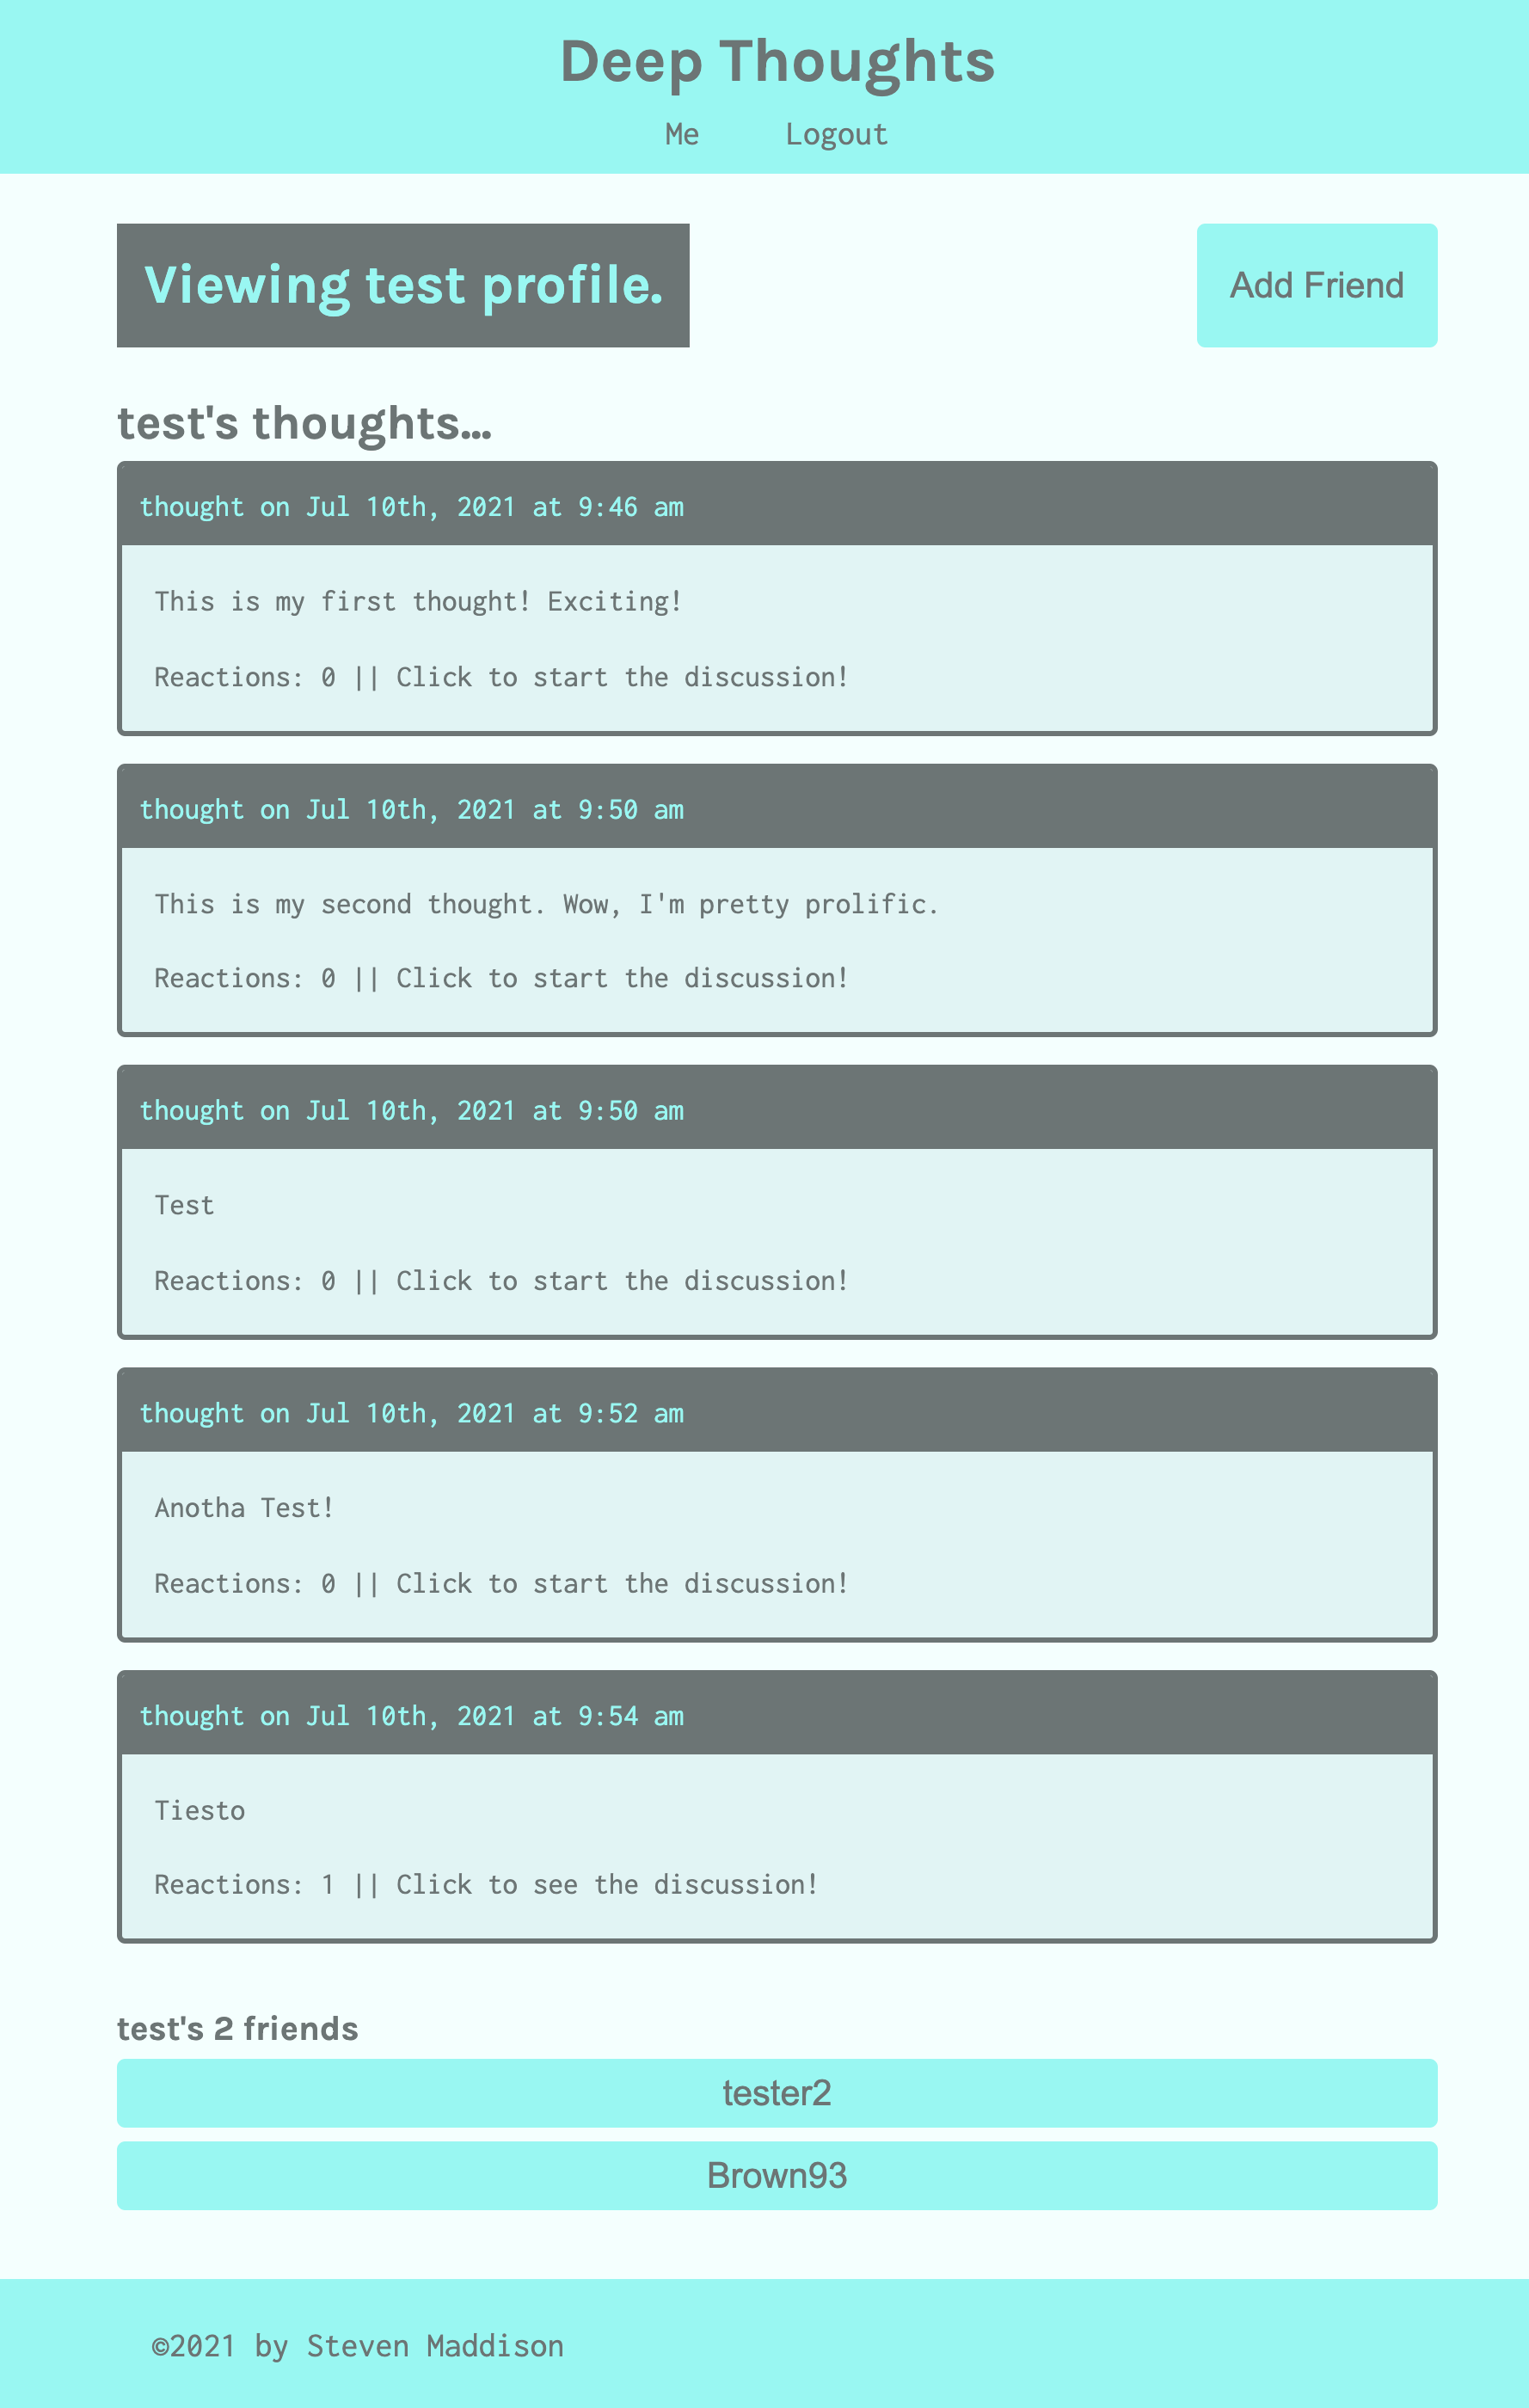 Deep Thoughts
Me Logout
Viewing test profile. Add Friend
test's thoughts...
thought on Jul 10th, 2021 at 9:46 am
This is my first thought! Exciting!
Reactions: 0 || Click to start the discussion!
thought on Jul 10th, 2021 at 9:50 am
This is my second thought. Wow, I'm pretty prolific.
Reactions: 0 || Click to start the discussion!
thought on Jul 10th, 2021 at 9:50 am
Test
Reactions: 0 || Click to start the discussion!
thought on Jul 10th, 2021 at 9:52 am
Anotha Test!
Reactions: 0 || Click to start the discussion!
thought on Jul 10th, 2021 at 9:54 am
Tiesto
Reactions: 1 || Click to see the discussion!
test's 2 friends
tester2
Brown93
©2021 by Steven Maddison